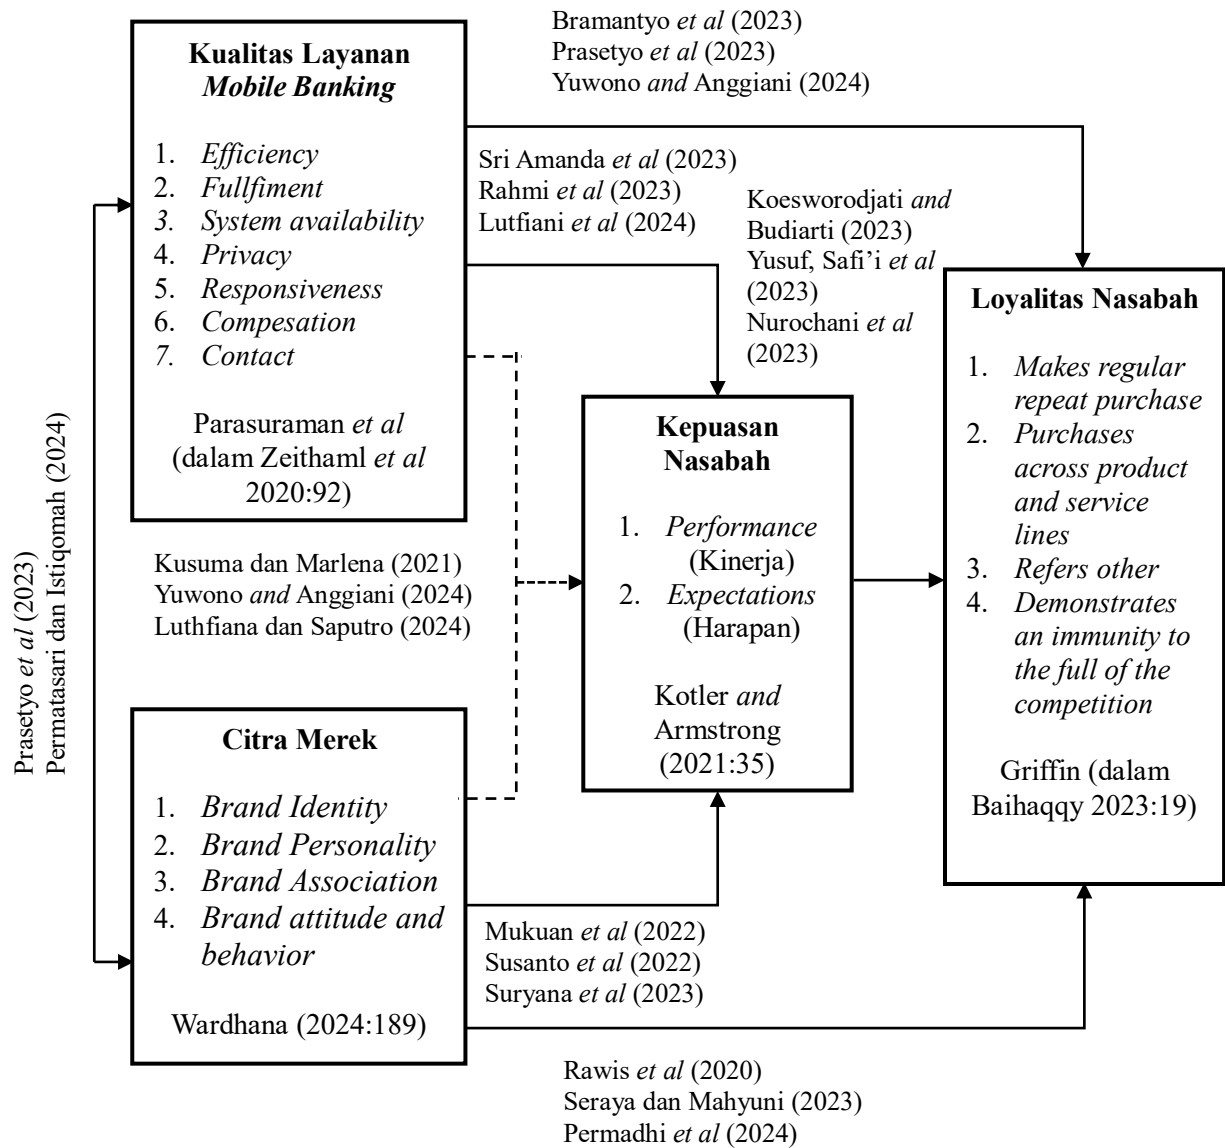 Bramantyo et al (2023)
Prasetyo et al (2023)
Yuwono and Anggiani (2024)
Kualitas Layanan
Mobile Banking
1. Efficiency
2. Fullfiment
3. System availability
4. Privacy
5. Responsiveness
6. Compesation
7. Contact
Parasuraman et al
(dalam Zeithaml et al
2020:92)
Sri Amanda et al (2023)
Rahmi et al (2023)
Lutfiani et al (2024)
Koesworodjati and
Budiarti (2023)
Yusuf, Safi’i et al
(2023)
Nurochani et al
(2023)
Loyalitas Nasabah
1. Makes regular
repeat purchase
2. Purchases
across product
and service
lines
3. Refers other
4. Demonstrates
an immunity to
the full of the
competition
Griffin (dalam
Baihaqqy 2023:19)
Kepuasan
Nasabah
1. Performance
(Kinerja)
2. Expectations
(Harapan)
Kotler and
Armstrong
(2021:35)
Prasetyo et al (2023)
Permatasari dan Istiqomah (2024)
Kusuma dan Marlena (2021)
Yuwono and Anggiani (2024)
Luthfiana dan Saputro (2024)
Citra Merek
1. Brand Identity
2. Brand Personality
3. Brand Association
4. Brand attitude and
behavior
Wardhana (2024:189)
Mukuan et al (2022)
Susanto et al (2022)
Suryana et al (2023)
Rawis et al (2020)
Seraya dan Mahyuni (2023)
Permadhi et al (2024)